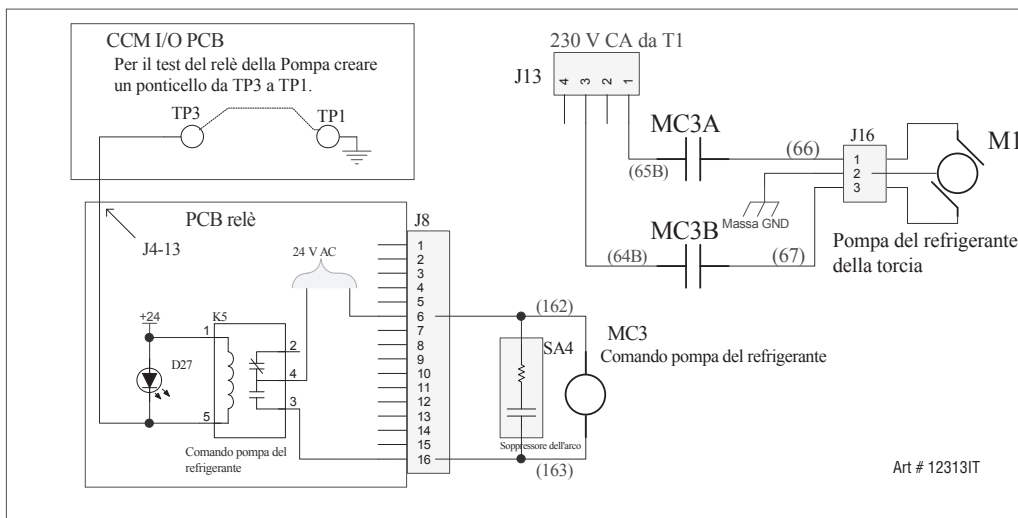 CCM I/O PCB
Per il test del relè della Pompa creare
un ponticello da TP3 a TP1.
TP3
TP1
J4-13
230 V CA da T1
J13
4
3
2
1
MC3A
(65B)
(66)
J16
1
2
3
M1
Massa GND
MC3B
(64B)
(67)
Pompa del refrigerante
della torcia
PCB relè
24 V AC
J8
1
2
3
4
5
6
7
8
9
10
11
12
13
14
15
16
+24
D27
K5
1
5
2
4
3
Comando pompa del
refrigerante
(162)
SA4
Soppressore dell'arco
(163)
MC3
Comando pompa del refrigerante
Art # 12313IT